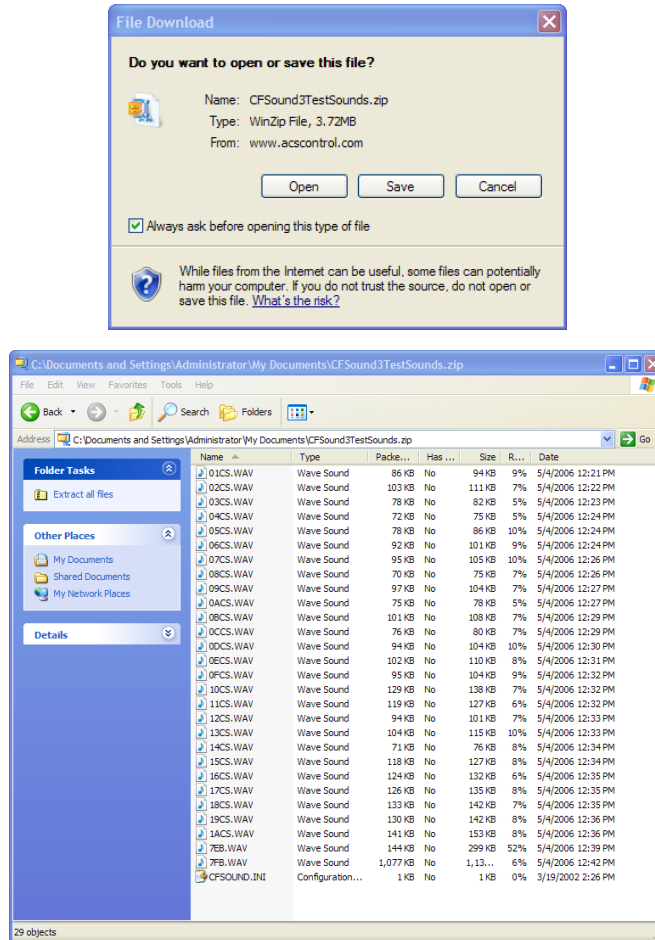 File Download
Do you want to open or save this file?
Name: CFSound3TestSounds.zip
Type: WinZip File, 3.72MB
From: www.acscontrol.com
Open Save Cancel
Always ask before opening this type of file
While files from the Internet can be useful, some files can potentially
harm your computer. If you do not trust the source, do not open or
save this file. What's the risk?
C:\Documents and Settings\Administrator\My Documents\CFSound3TestSounds.zip
File Edit View Favorites Tools Help
Back Search Folders
Address C:\Documents and Settings\Administrator\My Documents\CFSound3TestSounds.zip Go
Folder Tasks
Extract all files
Other Places
My Documents
Shared Documents
My Network Places
Details
Name Type Packe... Has ... Size R... Date
01CS.WAV Wave Sound 86 KB No 94 KB 9% 5/4/2006 12:21 PM
02CS.WAV Wave Sound 103 KB No 111 KB 7% 5/4/2006 12:22 PM
03CS.WAV Wave Sound 78 KB No 82 KB 5% 5/4/2006 12:23 PM
04CS.WAV Wave Sound 72 KB No 75 KB 5% 5/4/2006 12:24 PM
05CS.WAV Wave Sound 78 KB No 86 KB 10% 5/4/2006 12:24 PM
06CS.WAV Wave Sound 92 KB No 101 KB 9% 5/4/2006 12:24 PM
07CS.WAV Wave Sound 95 KB No 105 KB 10% 5/4/2006 12:26 PM
08CS.WAV Wave Sound 70 KB No 75 KB 7% 5/4/2006 12:26 PM
09CS.WAV Wave Sound 97 KB No 104 KB 7% 5/4/2006 12:27 PM
0ACS.WAV Wave Sound 75 KB No 78 KB 5% 5/4/2006 12:27 PM
0BCS.WAV Wave Sound 101 KB No 108 KB 7% 5/4/2006 12:29 PM
0CCS.WAV Wave Sound 76 KB No 80 KB 7% 5/4/2006 12:29 PM
0DCS.WAV Wave Sound 94 KB No 104 KB 10% 5/4/2006 12:30 PM
0ECS.WAV Wave Sound 102 KB No 110 KB 8% 5/4/2006 12:31 PM
0FCS.WAV Wave Sound 95 KB No 104 KB 9% 5/4/2006 12:32 PM
10CS.WAV Wave Sound 129 KB No 138 KB 7% 5/4/2006 12:32 PM
11CS.WAV Wave Sound 119 KB No 127 KB 6% 5/4/2006 12:32 PM
12CS.WAV Wave Sound 94 KB No 101 KB 7% 5/4/2006 12:33 PM
13CS.WAV Wave Sound 104 KB No 115 KB 10% 5/4/2006 12:33 PM
14CS.WAV Wave Sound 71 KB No 76 KB 8% 5/4/2006 12:34 PM
15CS.WAV Wave Sound 118 KB No 127 KB 8% 5/4/2006 12:34 PM
16CS.WAV Wave Sound 124 KB No 132 KB 6% 5/4/2006 12:35 PM
17CS.WAV Wave Sound 126 KB No 135 KB 8% 5/4/2006 12:35 PM
18CS.WAV Wave Sound 133 KB No 142 KB 7% 5/4/2006 12:35 PM
19CS.WAV Wave Sound 130 KB No 142 KB 8% 5/4/2006 12:36 PM
1ACS.WAV Wave Sound 141 KB No 153 KB 8% 5/4/2006 12:36 PM
7EB.WAV Wave Sound 144 KB No 299 KB 52% 5/4/2006 12:39 PM
7FB.WAV Wave Sound 1,077 KB No 1,13... 6% 5/4/2006 12:42 PM
CFSOUND.INI Configuration... 1 KB No 1 KB 0% 3/19/2002 2:26 PM
29 objects